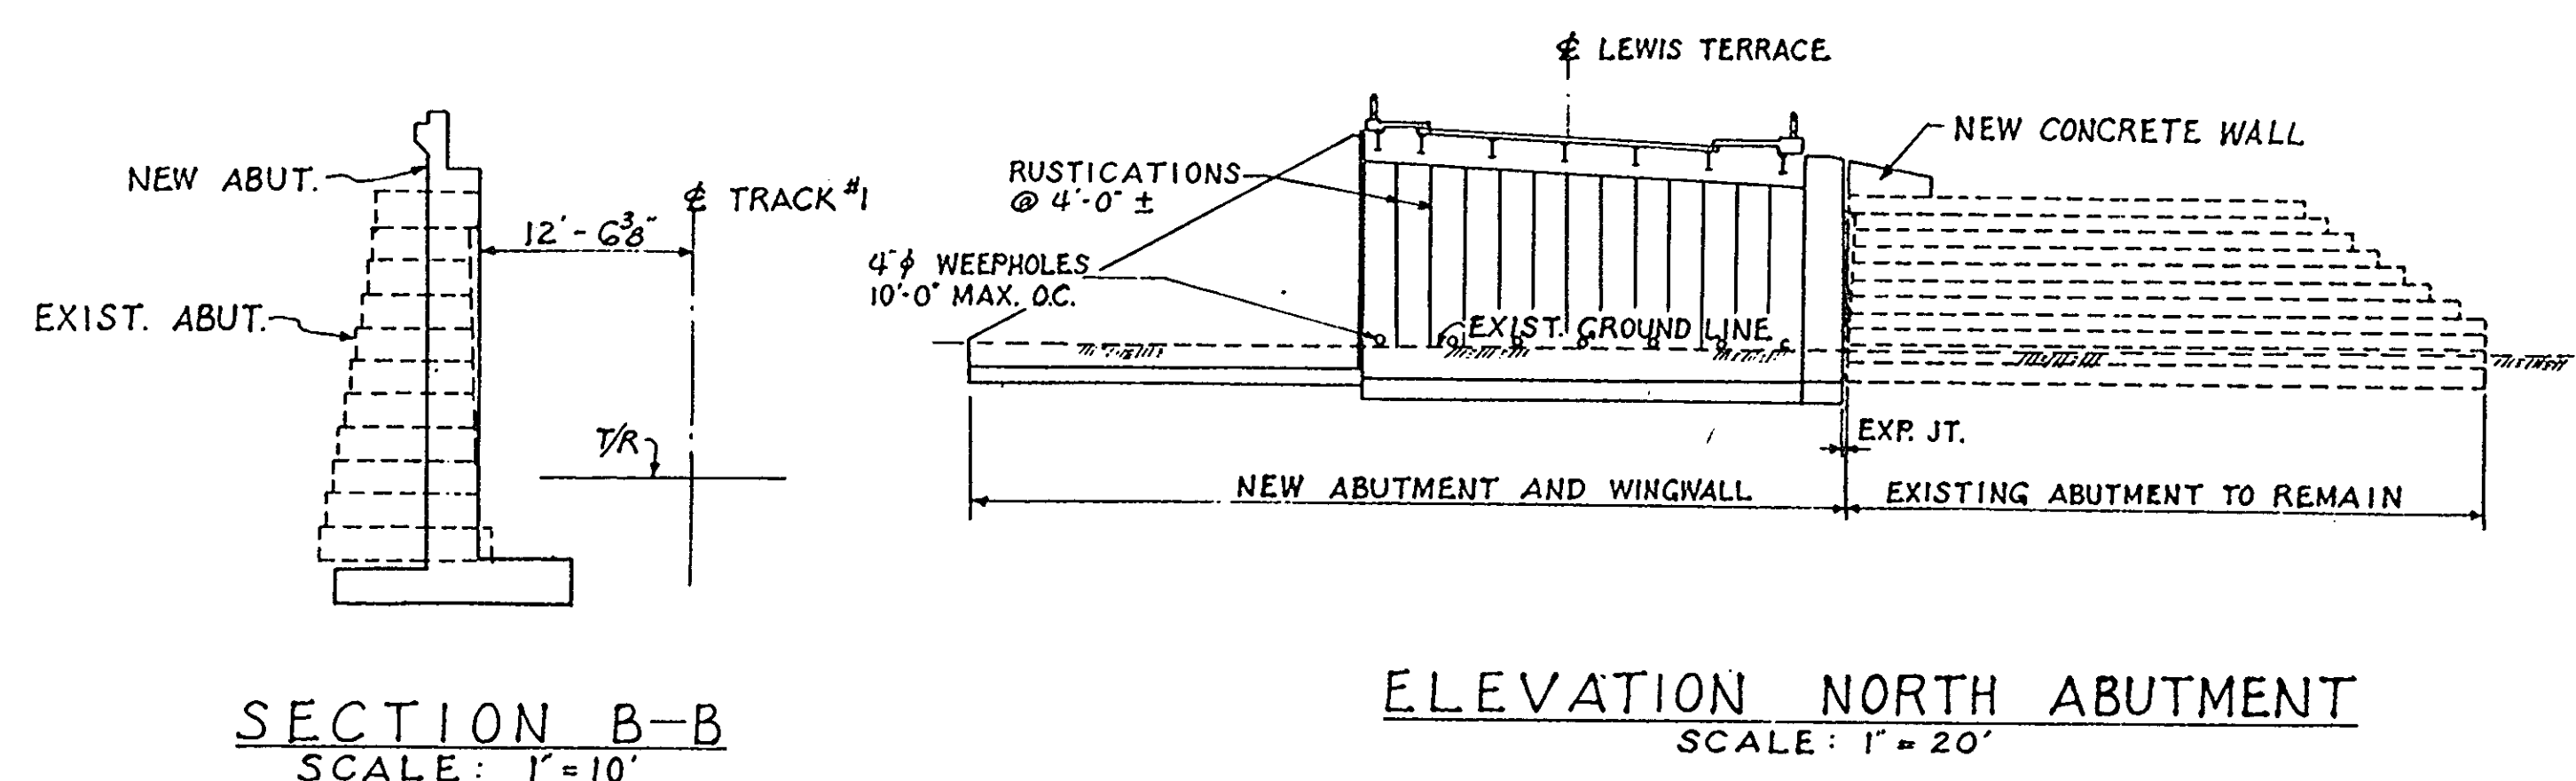 NEW ABUT.
EXIST. ABUT.
12'-6 3/8"
℄ TRACK #1
T/R
SECTION B-B
SCALE: 1"=10'
℄ LEWIS TERRACE
NEW CONCRETE WALL
RUSTICATIONS
@ 4'-0" ±
4"φ WEEPHOLES
10'-0" MAX. O.C.
EXIST. GROUND LINE
EXP. JT.
NEW ABUTMENT AND WINGWALL
EXISTING ABUTMENT TO REMAIN
ELEVATION NORTH ABUTMENT
SCALE: 1"=20'